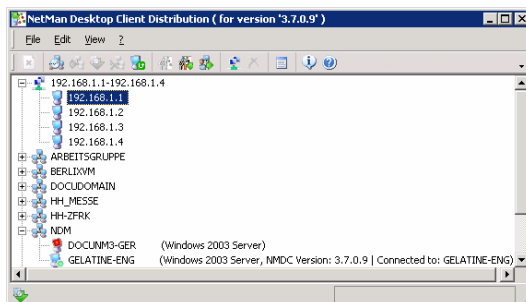 NetMan Desktop Client Distribution ( for version '3.7.0.9' )
File Edit View ?
192.168.1.1-192.168.1.4
192.168.1.1
192.168.1.2
192.168.1.3
192.168.1.4
ARBEITSGRUPPE
BERLIXVM
DOCUDOMAIN
HH_MESSE
HH-ZFRK
NDM
DOCUNM3-GER (Windows 2003 Server)
GELATINE-ENG (Windows 2003 Server, NMDC Version: 3.7.0.9 | Connected to: GELATINE-ENG)